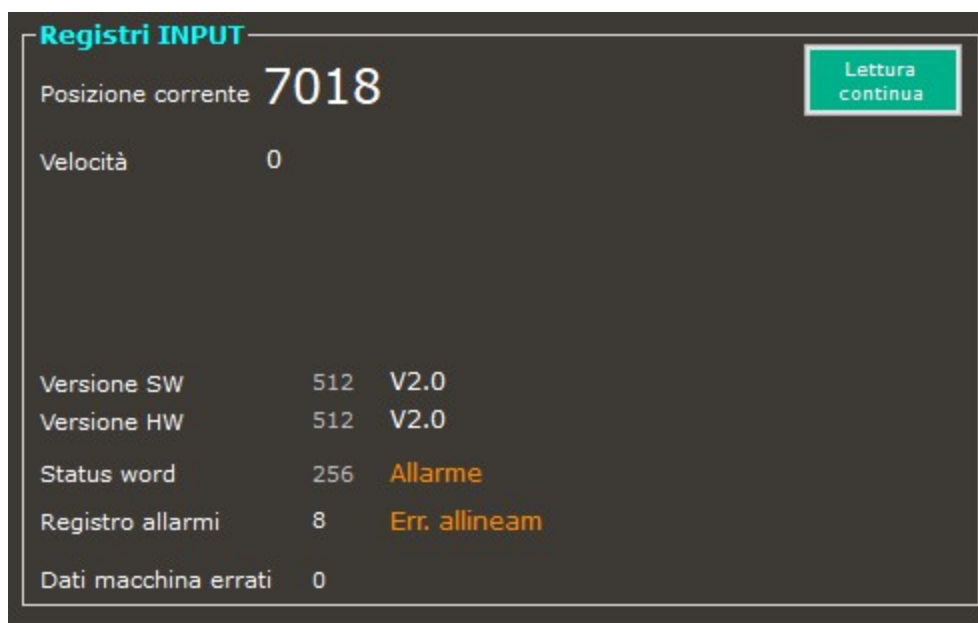 Registri INPUT
Posizione corrente 7018
Lettura
continua
Velocità 0
Versione SW 512 V2.0
Versione HW 512 V2.0
Status word 256 Allarme
Registro allarmi 8 Err. allineam
Dati macchina errati 0